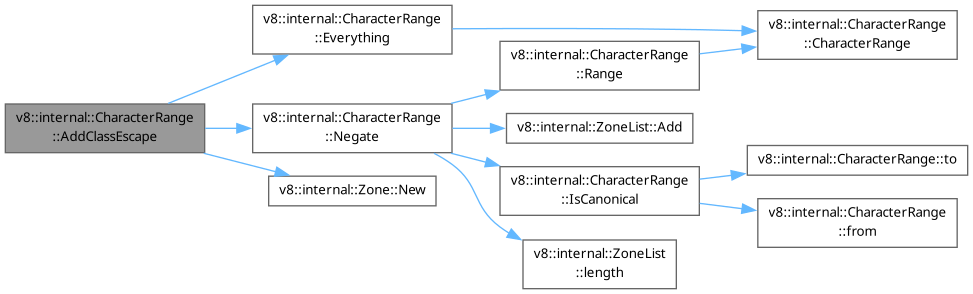 v8::internal::CharacterRange
::AddClassEscape
v8::internal::CharacterRange
::Everything
v8::internal::CharacterRange
::Negate
v8::internal::Zone::New
v8::internal::CharacterRange
::Range
v8::internal::ZoneList::Add
v8::internal::CharacterRange
::IsCanonical
v8::internal::ZoneList
::length
v8::internal::CharacterRange
::CharacterRange
v8::internal::CharacterRange::to
v8::internal::CharacterRange
::from